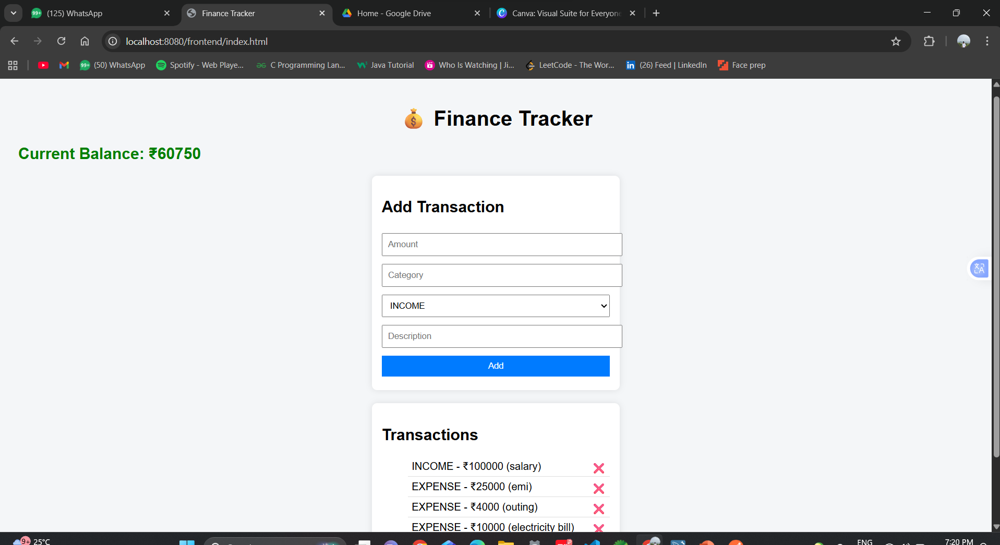 (125) WhatsApp
Finance Tracker
Home - Google Drive
Canva: Visual Suite for Everyone
localhost:8080/frontend/index.html
(50) WhatsApp
Spotify - Web Playe...
C Programming Lan...
Java Tutorial
Who Is Watching | Ji...
LeetCode - The Wor...
(26) Feed | LinkedIn
Face prep
Finance Tracker
Current Balance: ₹60750
Add Transaction
Amount
Category
INCOME
Description
Add
Transactions
INCOME - ₹100000 (salary)
EXPENSE - ₹25000 (emi)
EXPENSE - ₹4000 (outing)
EXPENSE - ₹10000 (electricity bill)
9+
25°C
ENG
7:20 PM